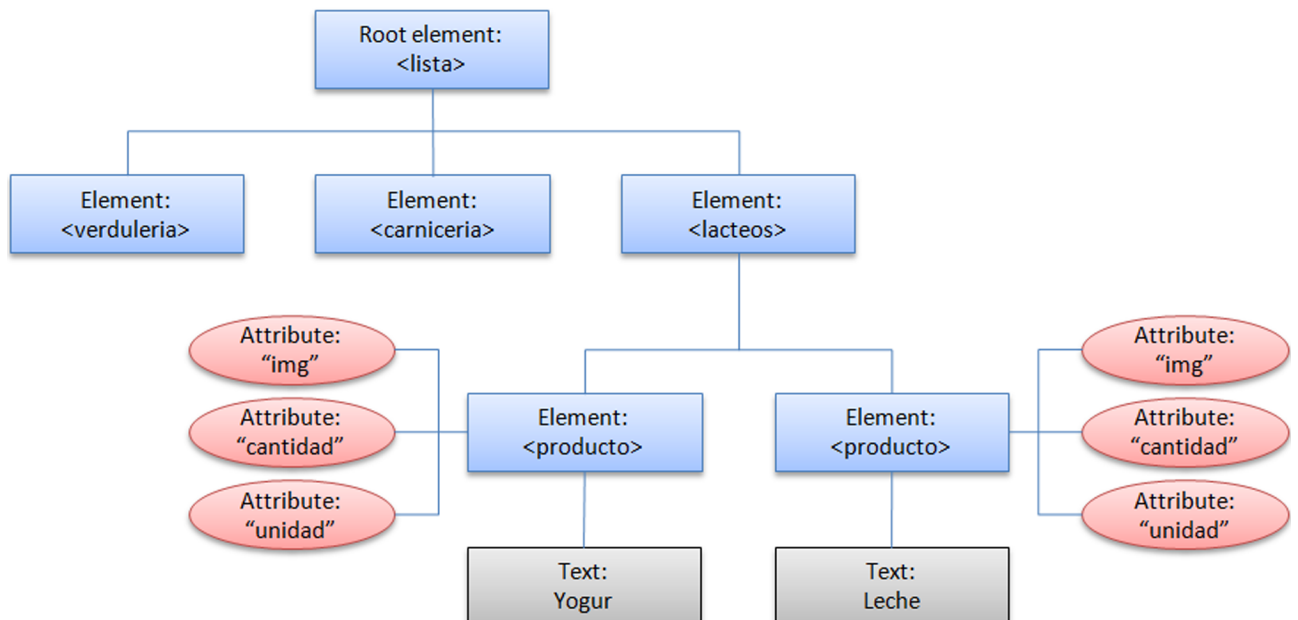 Root element:
<lista>
Element:
<verduleria>
Element:
<carniceria>
Element:
<lacteos>
Attribute:
“img”
Attribute:
“cantidad”
Attribute:
“unidad”
Element:
<producto>
Element:
<producto>
Attribute:
“img”
Attribute:
“cantidad”
Attribute:
“unidad”
Text:
Yogur
Text:
Leche